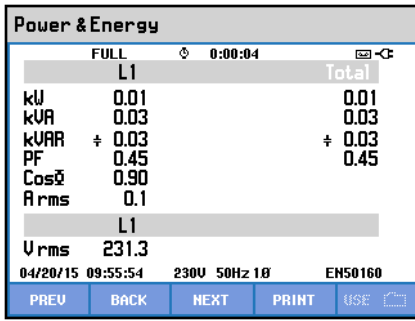 Power & Energy
FULL 0:00:04
L1 Total
kW 0.01 0.01
kVA 0.03 0.03
kVAR ÷ 0.03 ÷ 0.03
PF 0.45 0.45
CosΦ 0.90
A rms 0.1
L1
V rms 231.3
04/20/15 09:55:54 230V 50Hz 1.0' EN50160
PREV BACK NEXT PRINT USE